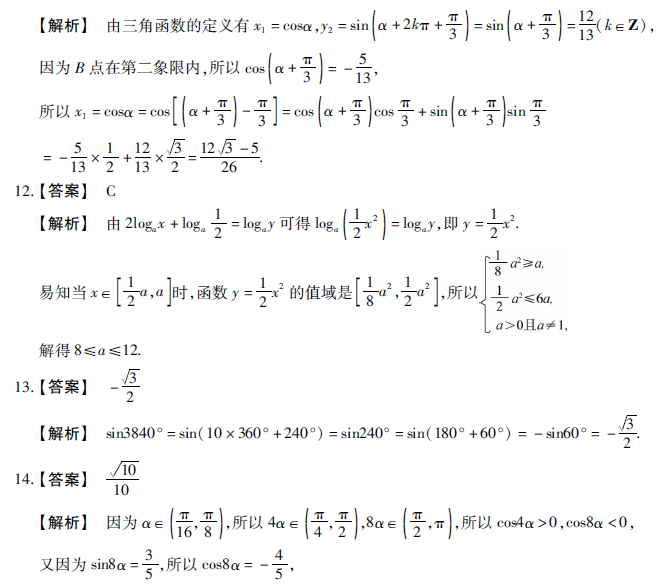 【解析】 由三角函数的定义有 x₁ = cosα, y₂ = sin(α + 2kπ + π/3) = sin(α + π/3) = 12/13 (k∈Z),
因为 B 点在第二象限内,所以 cos(α + π/3) = −5/13,
所以 x₁ = cosα = cos[(α + π/3) − π/3] = cos(α + π/3)cos π/3 + sin(α + π/3)sin π/3
= −5/13 × 1/2 + 12/13 × √3/2 = (12√3 − 5)/26.
12.【答案】 C
【解析】 由 2logₐx + logₐ 1/2 = logₐy 可得 logₐ(1/2 x²) = logₐy,即 y = 1/2 x².
易知当 x∈[1/2 a, a]时,函数 y = 1/2 x² 的值域是[1/8 a², 1/2 a²],所以{1/8 a² ≥ a, 1/2 a² ≤ 6a, a>0且a≠1,
解得 8≤a≤12.
13.【答案】 −√3/2
【解析】 sin3840° = sin(10×360° + 240°) = sin240° = sin(180° + 60°) = −sin60° = −√3/2.
14.【答案】 √10/10
【解析】 因为 α∈(π/16, π/8),所以 4α∈(π/4, π/2),8α∈(π/2, π),所以 cos4α>0,cos8α<0,
又因为 sin8α = 3/5,所以 cos8α = −4/5,